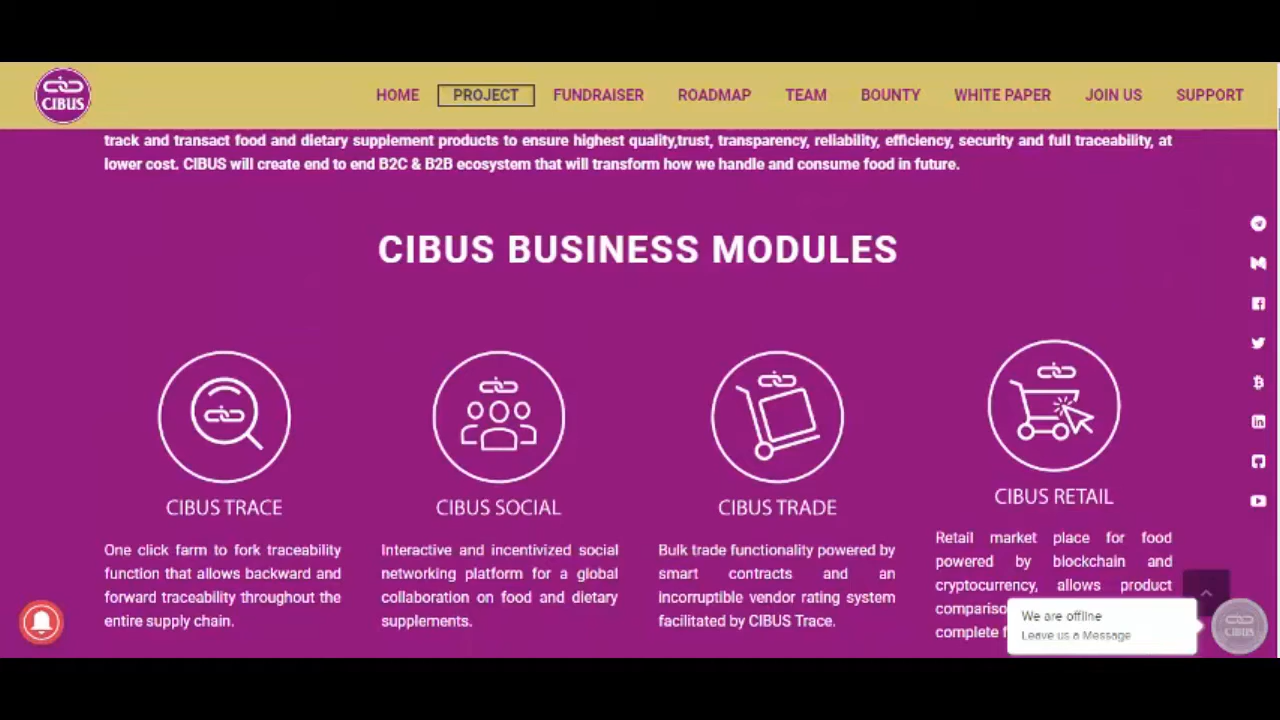 CIBUS
HOME PROJECT FUNDRAISER ROADMAP TEAM BOUNTY WHITE PAPER JOIN US SUPPORT
track and transact food and dietary supplement products to ensure highest quality,trust, transparency, reliability, efficiency, security and full traceability, at
lower cost. CIBUS will create end to end B2C & B2B ecosystem that will transform how we handle and consume food in future.
CIBUS BUSINESS MODULES
CIBUS TRACE
One click farm to fork traceability
function that allows backward and
forward traceability throughout the
entire supply chain.
CIBUS SOCIAL
Interactive and incentivized social
networking platform for a global
collaboration on food and dietary
supplements.
CIBUS TRADE
Bulk trade functionality powered by
smart contracts and an
incorruptible vendor rating system
facilitated by CIBUS Trace.
CIBUS RETAIL
Retail market place for food
powered by blockchain and
cryptocurrency, allows product
complete
We are offline
Leave us a Message
CIBUS